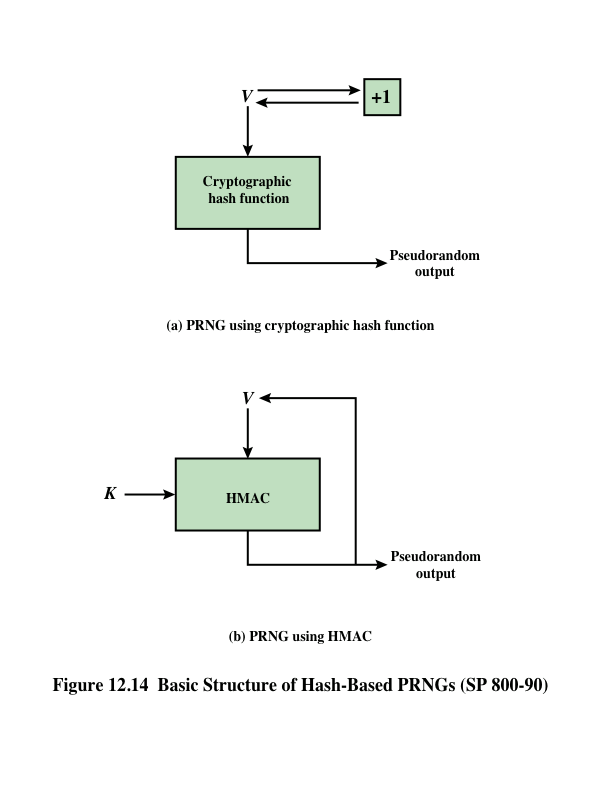 V
+1
Cryptographic
hash function
Pseudorandom
output
(a) PRNG using cryptographic hash function
V
K
HMAC
Pseudorandom
output
(b) PRNG using HMAC
Figure 12.14 Basic Structure of Hash-Based PRNGs (SP 800-90)